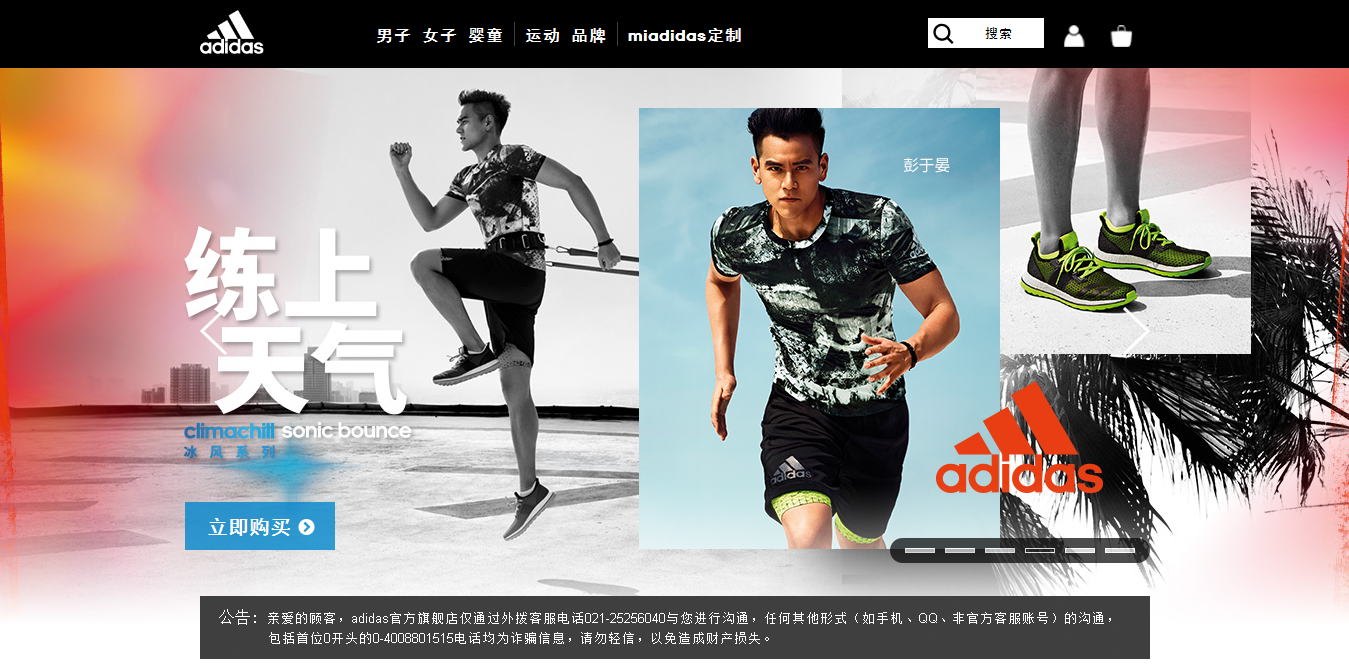 adidas
男子 女子 婴童 运动 品牌 miadidas定制
搜索
彭于晏
练上
天气
climachill sonic bounce
冰风系列
adidas
立即购买
公告：亲爱的顾客，adidas官方旗舰店仅通过外拨客服电话021-25256040与您进行沟通，任何其他形式（如手机、QQ、非官方客服账号）的沟通，
包括首位0开头的0-4008801515电话均为诈骗信息，请勿轻信，以免造成财产损失。